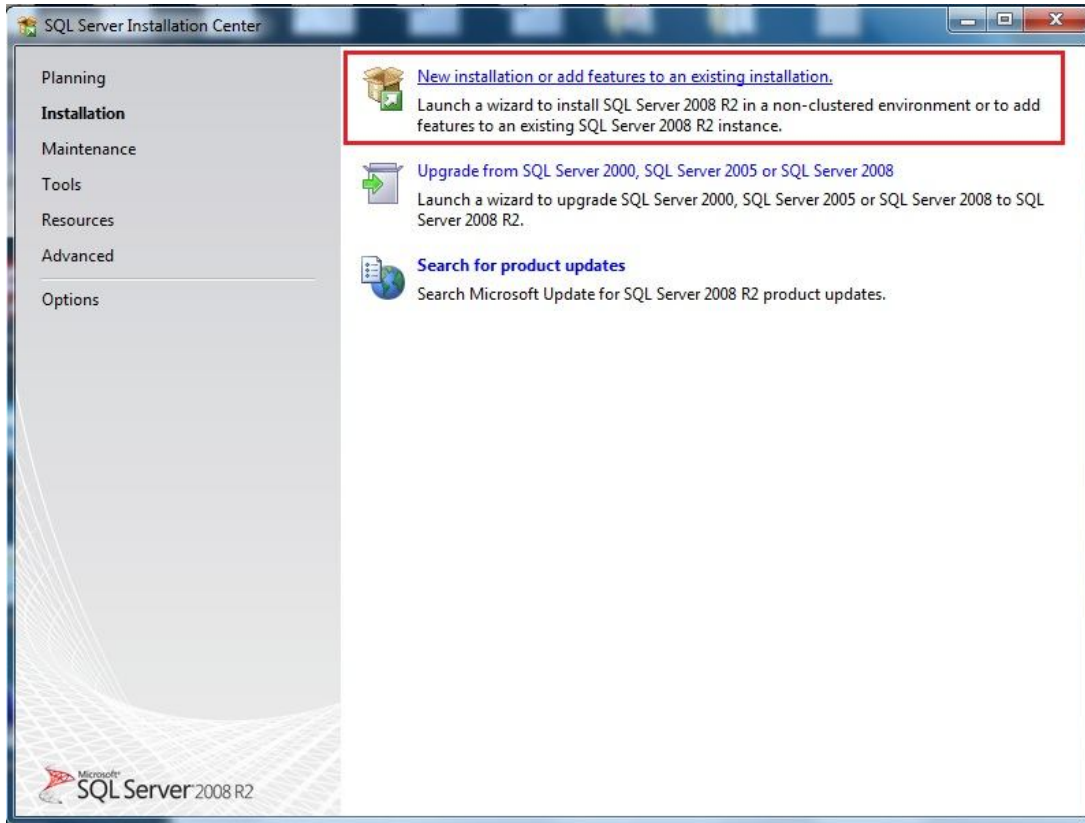 SQL Server Installation Center
Planning
Installation
Maintenance
Tools
Resources
Advanced
Options
New installation or add features to an existing installation.
Launch a wizard to install SQL Server 2008 R2 in a non-clustered environment or to add
features to an existing SQL Server 2008 R2 instance.
Upgrade from SQL Server 2000, SQL Server 2005 or SQL Server 2008
Launch a wizard to upgrade SQL Server 2000, SQL Server 2005 or SQL Server 2008 to SQL
Server 2008 R2.
Search for product updates
Search Microsoft Update for SQL Server 2008 R2 product updates.
Microsoft
SQL Server 2008 R2